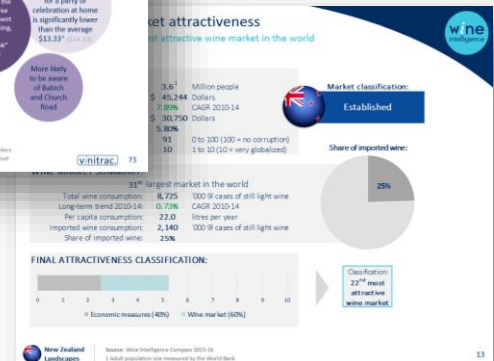 for a party or
celebration at home
is significantly lower
than the average
$13.33*
More likely
to be aware
of Babich
and Church
Road
vinitrac. 73
ket attractiveness
attractive wine market in the world
wine
intelligence
3.6¹ Million people
$ 45,244 Dollars
7.89% CAGR 2010-14
$ 30,750 Dollars
5.80%
91 0 to 100 (100 = no corruption)
10 1 to 10 (10 = very globalized)
Market classification:
Established
Share of imported wine:
25%
31st largest market in the world
Total wine consumption: 8,725 '000 9l cases of still light wine
Long-term trend 2010-14: 0.73% CAGR 2010-14
Per capita consumption: 22.0 litres per year
Imported wine consumption: 2,140 '000 9l cases of still light wine
Share of imported wine: 25%
FINAL ATTRACTIVENESS CLASSIFICATION:
0 1 2 3 4 5 6 7 8 9 10
Economic measures (40%) Wine market (60%)
Classification:
22nd most
attractive
wine market
New Zealand
Landscapes
Source: Wine Intelligence Compass 2015-16
1 Adult population size measured by the World Bank
13